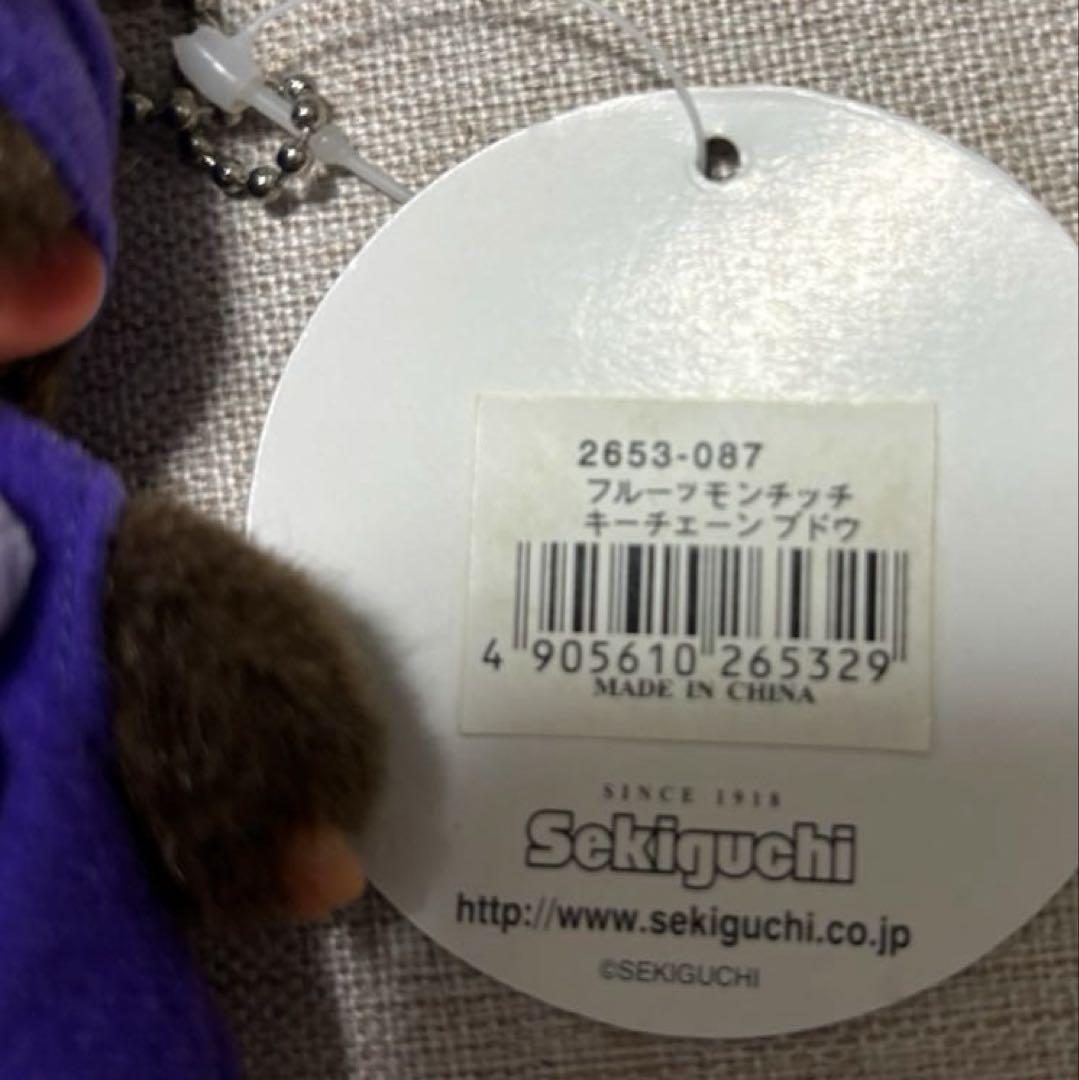 2653-087
フルーツモンチッチ
キーチェーン ブドウ
4 905610 265329
MADE IN CHINA
SINCE 1918
Sekiguchi
http://www.sekiguchi.co.jp
©SEKIGUCHI